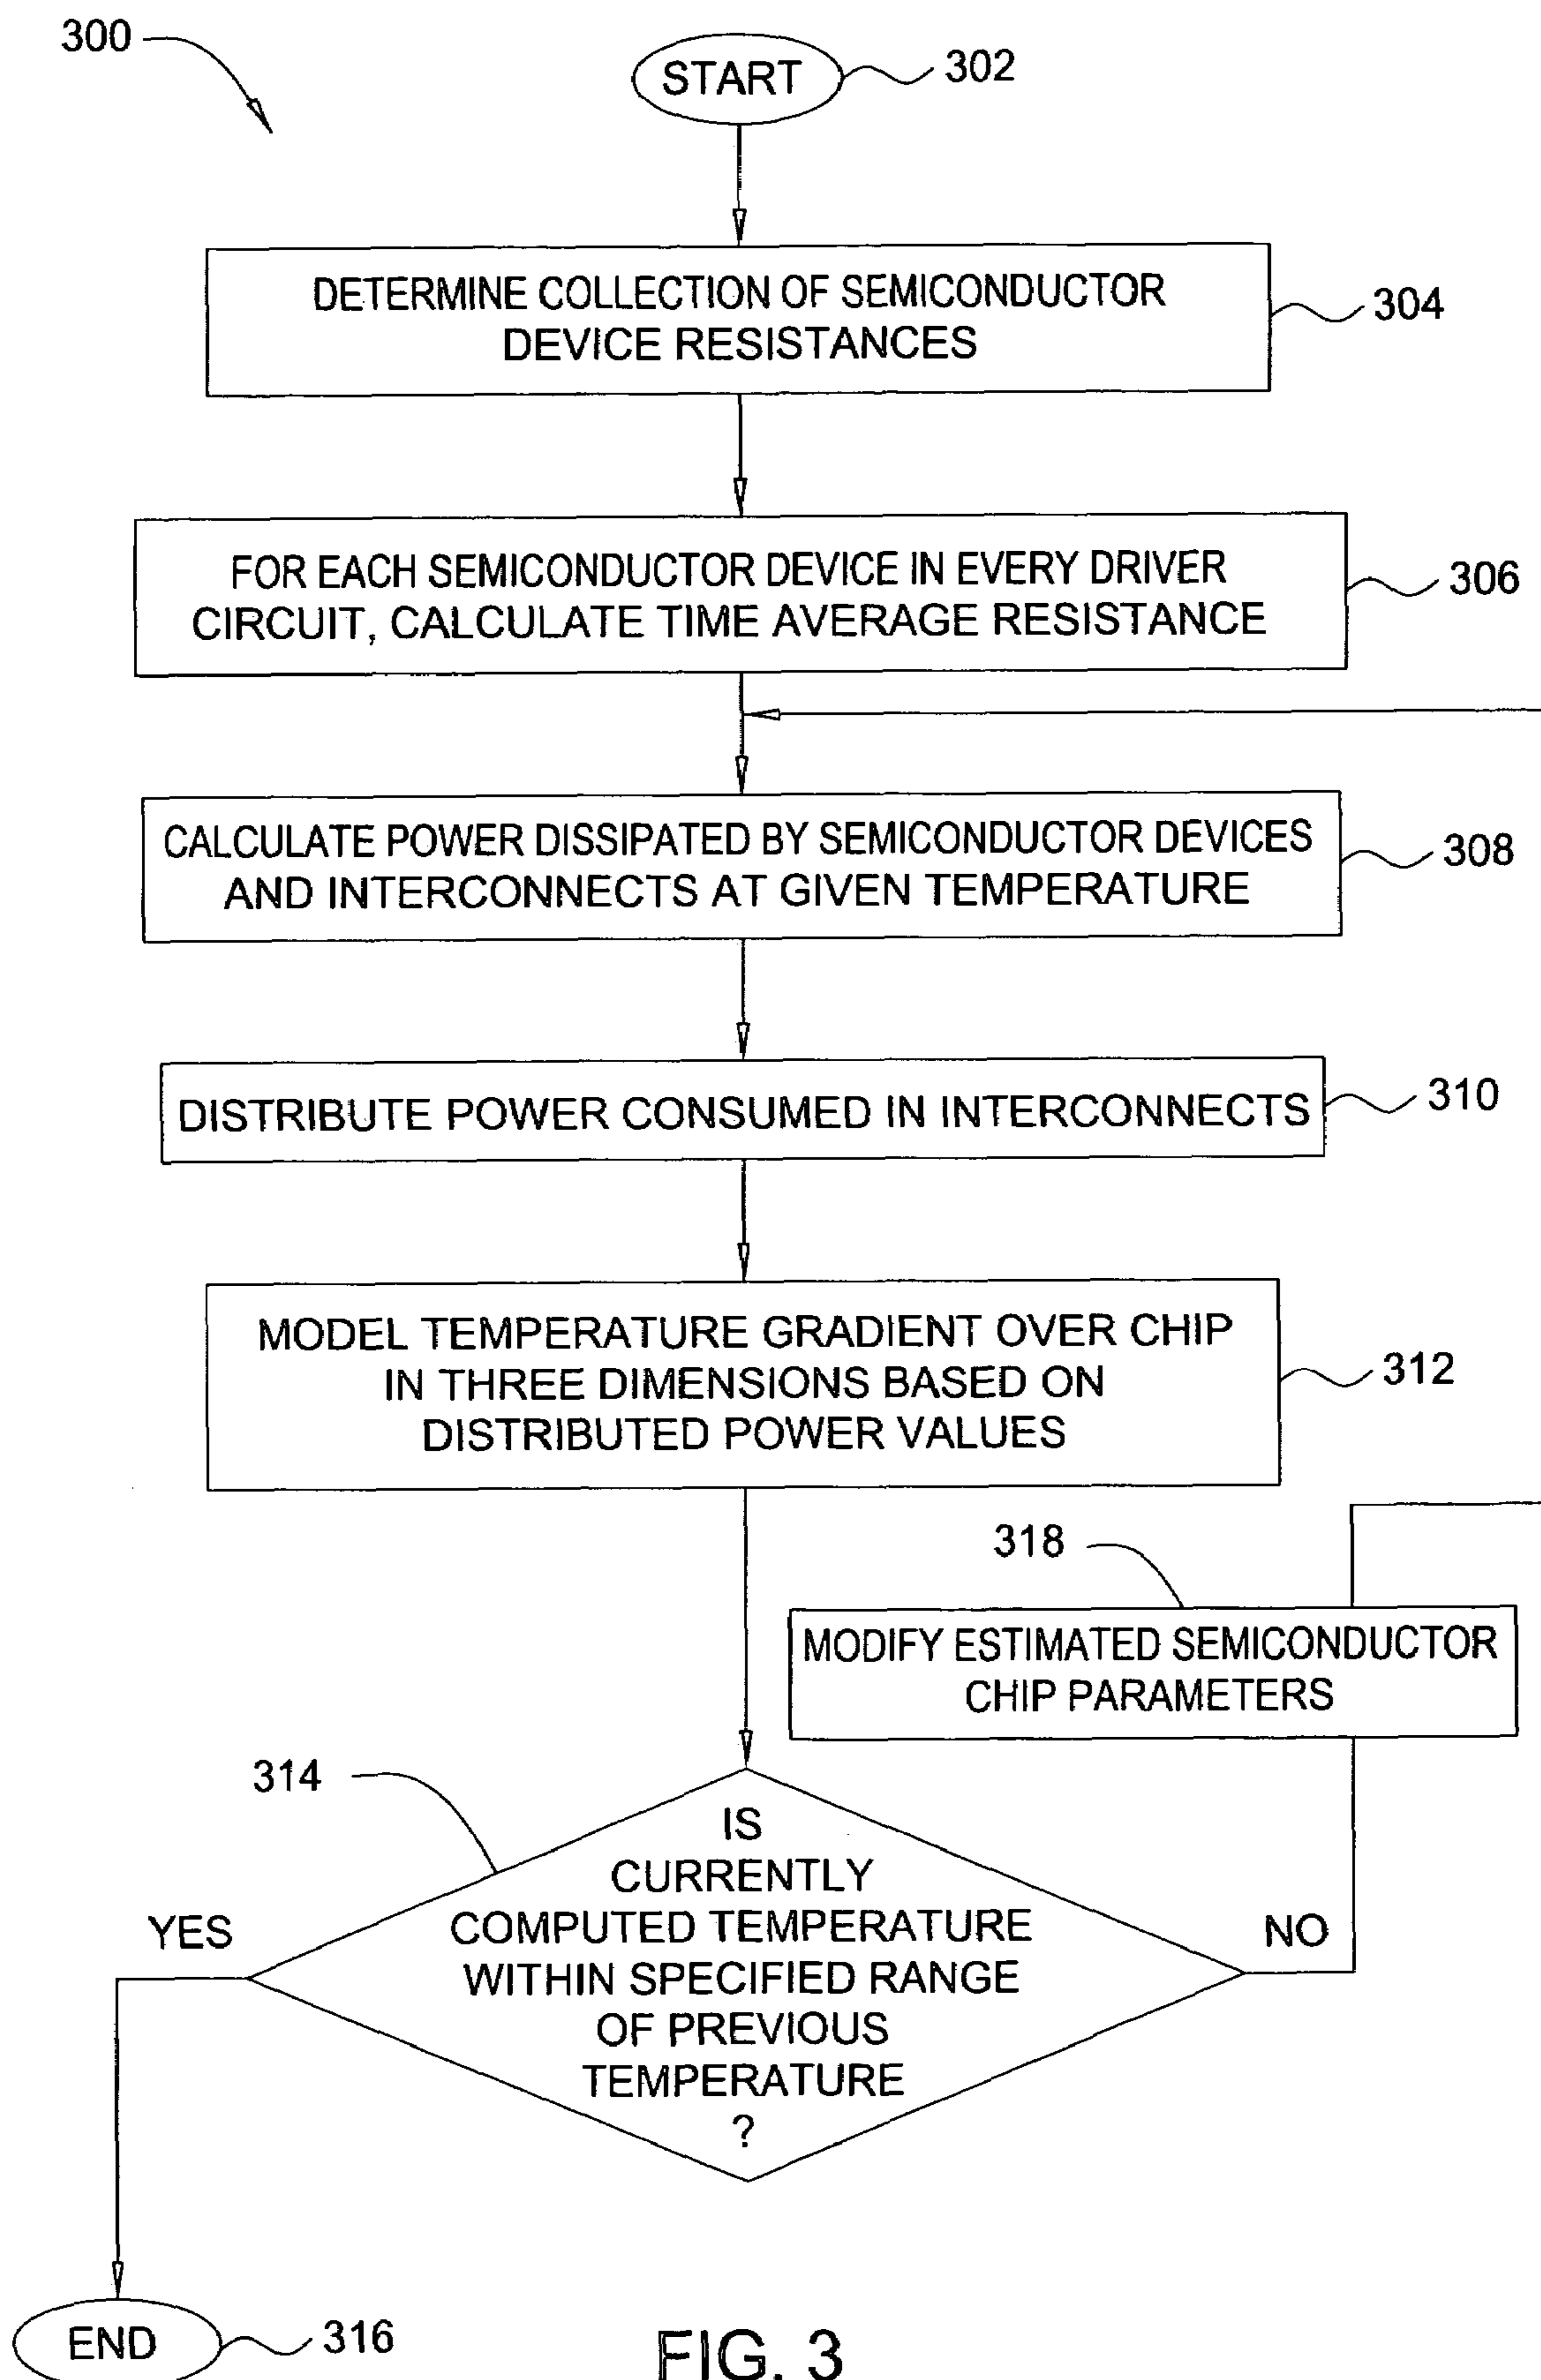 300
START
302
DETERMINE COLLECTION OF SEMICONDUCTOR
DEVICE RESISTANCES
304
FOR EACH SEMICONDUCTOR DEVICE IN EVERY DRIVER
CIRCUIT, CALCULATE TIME AVERAGE RESISTANCE
306
CALCULATE POWER DISSIPATED BY SEMICONDUCTOR DEVICES
AND INTERCONNECTS AT GIVEN TEMPERATURE
308
DISTRIBUTE POWER CONSUMED IN INTERCONNECTS
310
MODEL TEMPERATURE GRADIENT OVER CHIP
IN THREE DIMENSIONS BASED ON
DISTRIBUTED POWER VALUES
312
318
MODIFY ESTIMATED SEMICONDUCTOR
CHIP PARAMETERS
314
IS
CURRENTLY
COMPUTED TEMPERATURE
WITHIN SPECIFIED RANGE
OF PREVIOUS
TEMPERATURE
?
YES
NO
END
316
FIG. 3